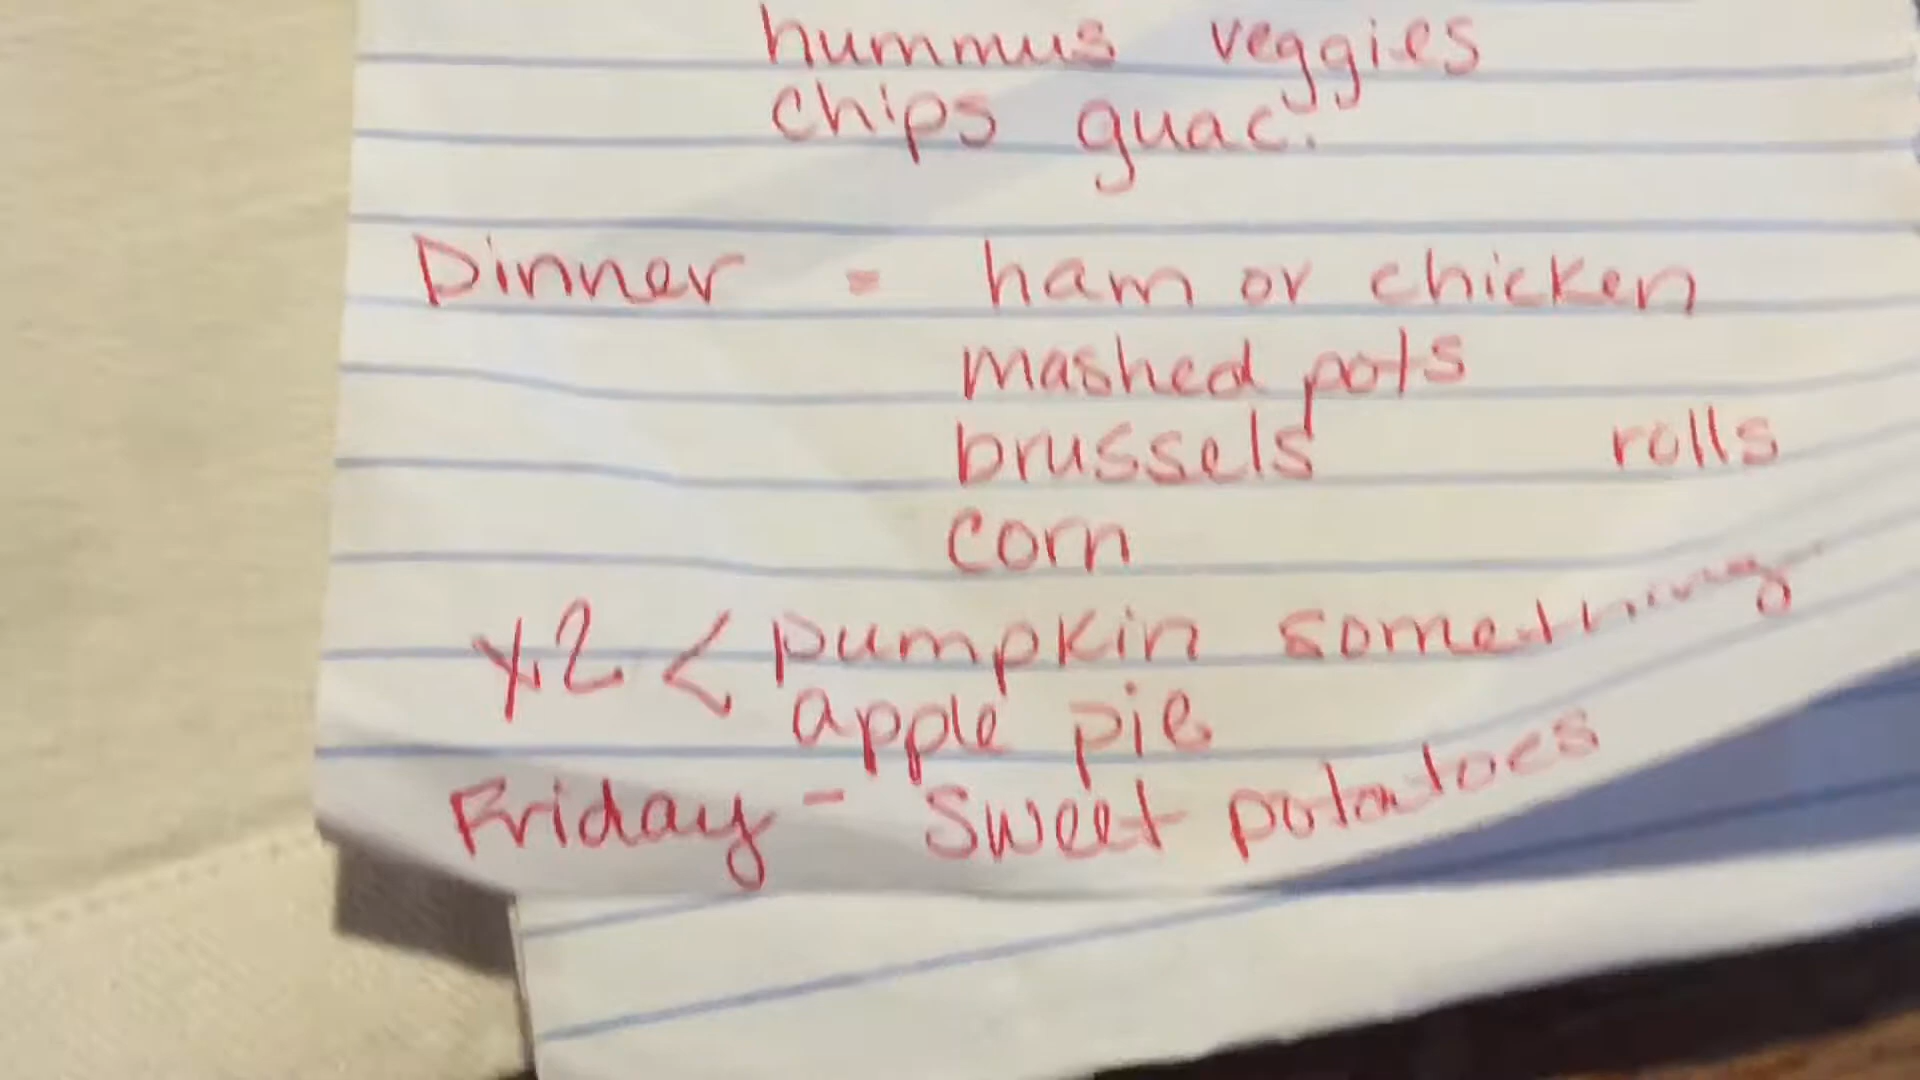 hummus veggies
chips guac.
Dinner = ham or chicken
mashed pots
brussels rolls
corn
x2 < pumpkin something
apple pie
Friday - sweet potatoes